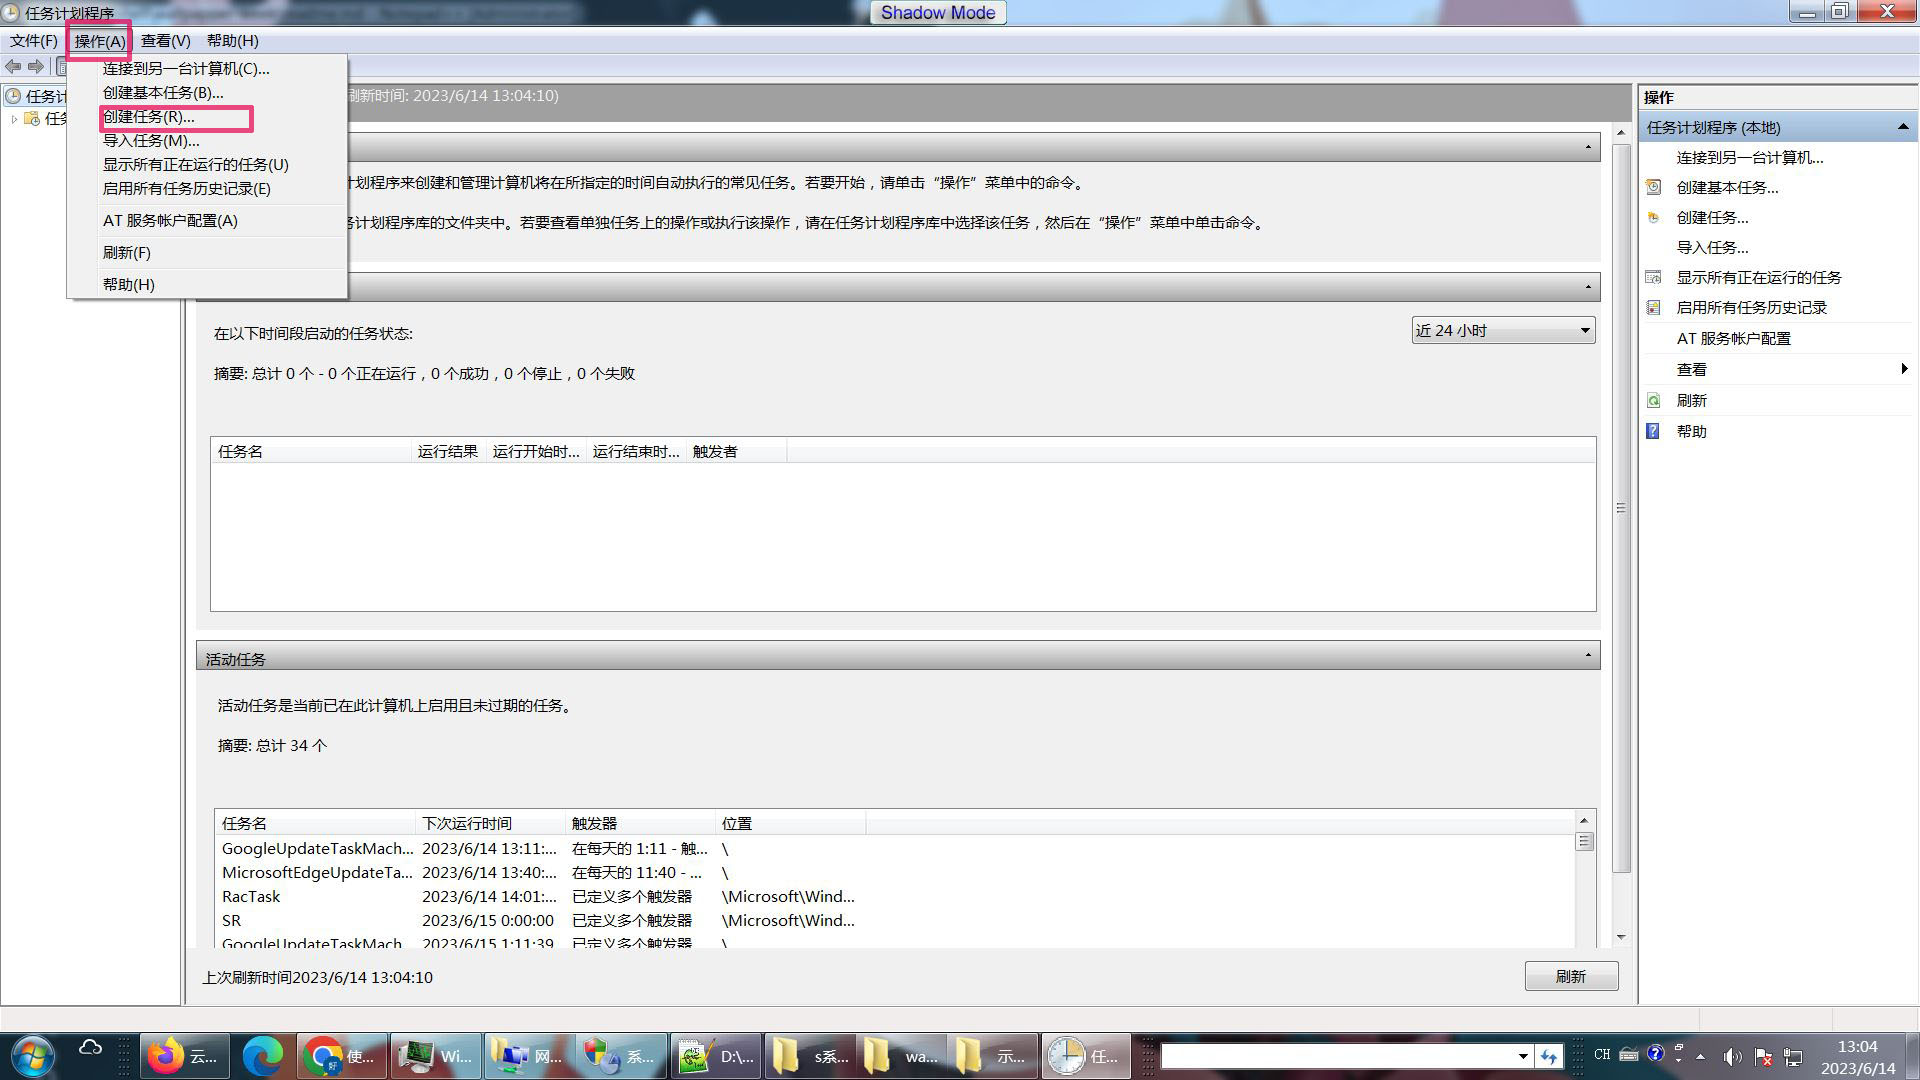 任务计划程序
Shadow Mode
文件(F) 操作(A) 查看(V) 帮助(H)
连接到另一台计算机(C)...
创建基本任务(B)...
创建任务(R)...
导入任务(M)...
显示所有正在运行的任务(U)
启用所有任务历史记录(E)
AT 服务帐户配置(A)
刷新(F)
帮助(H)
任务计
任务
刷新时间: 2023/6/14 13:04:10)
计划程序来创建和管理计算机将在所指定的时间自动执行的常见任务。若要开始，请单击“操作”菜单中的命令。
务计划程序库的文件夹中。若要查看单独任务上的操作或执行该操作，请在任务计划程序库中选择该任务，然后在“操作”菜单中单击命令。
在以下时间段启动的任务状态:
近 24 小时
摘要: 总计 0 个 - 0 个正在运行，0 个成功，0 个停止，0 个失败
任务名 运行结果 运行开始时... 运行结束时... 触发者
活动任务
活动任务是当前已在此计算机上启用且未过期的任务。
摘要: 总计 34 个
任务名 下次运行时间 触发器 位置
GoogleUpdateTaskMach... 2023/6/14 13:11:... 在每天的 1:11 - 触... \
MicrosoftEdgeUpdateTa... 2023/6/14 13:40:... 在每天的 11:40 - ... \
RacTask 2023/6/14 14:01:... 已定义多个触发器 \Microsoft\Wind...
SR 2023/6/15 0:00:00 已定义多个触发器 \Microsoft\Wind...
GoogleUpdateTaskMach 2023/6/15 1:11:39 已定义多个触发器 \
上次刷新时间2023/6/14 13:04:10
刷新
操作
任务计划程序 (本地)
连接到另一台计算机...
创建基本任务...
创建任务...
导入任务...
显示所有正在运行的任务
启用所有任务历史记录
AT 服务帐户配置
查看
刷新
帮助
云... 使... Wi... 网... 系... D:\... s系... wa... 示... 任...
CH
13:04
2023/6/14